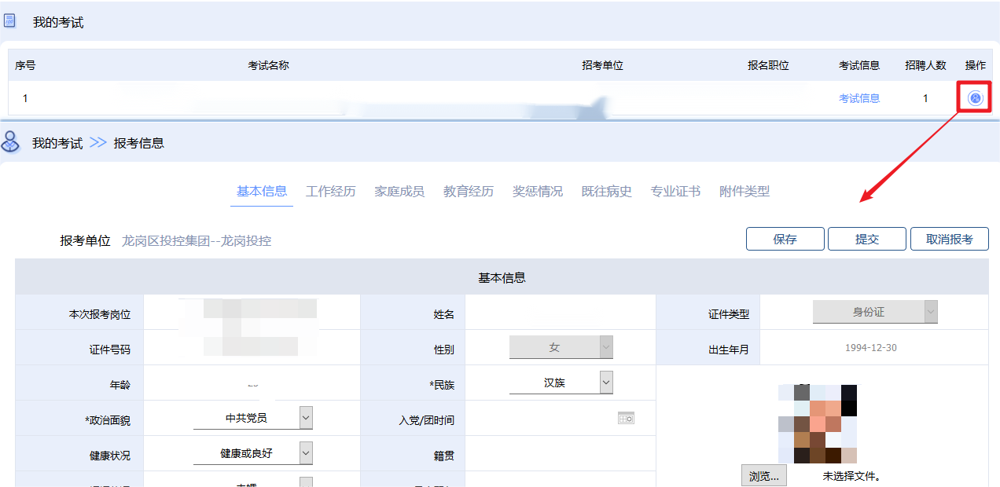 我的考试
序号 考试名称 招考单位 报名职位 考试信息 招聘人数 操作
1 考试信息 1
我的考试 >> 报考信息
基本信息 工作经历 家庭成员 教育经历 奖惩情况 既往病史 专业证书 附件类型
报考单位 龙岗区投控集团--龙岗投控 保存 提交 取消报考
基本信息
本次报考岗位 姓名 证件类型 身份证
证件号码 性别 女 出生年月 1994-12-30
年龄 *民族 汉族
*政治面貌 中共党员 入党/团时间
健康状况 健康或良好 籍贯
浏览... 未选择文件。